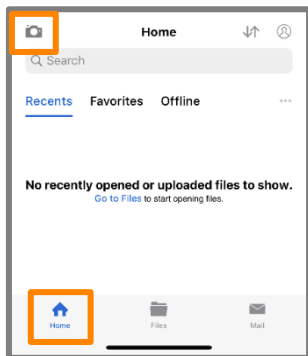 Home
Search
Recents Favorites Offline
No recently opened or uploaded files to show.
Go to Files to start opening files.
Home Files Mail